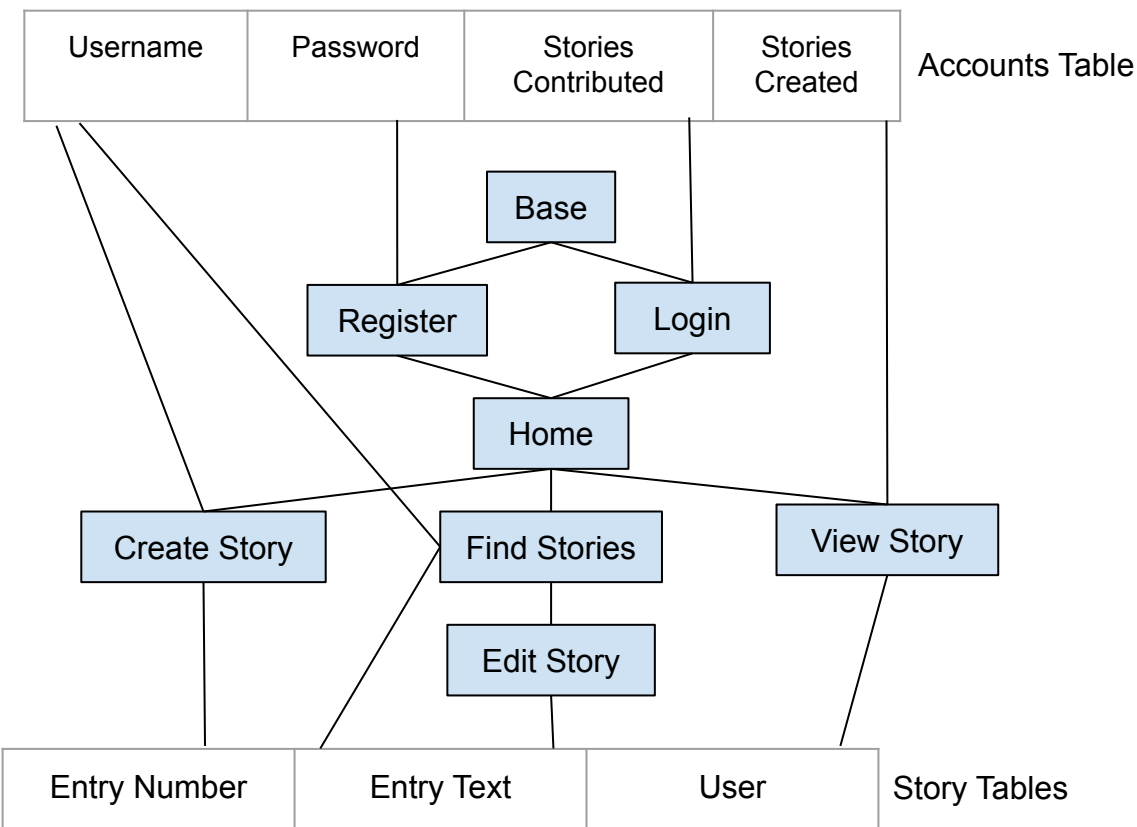 Username
Password
Stories
Contributed
Stories
Created
Accounts Table
Base
Register
Login
Home
Create Story
Find Stories
View Story
Edit Story
Entry Number
Entry Text
User
Story Tables